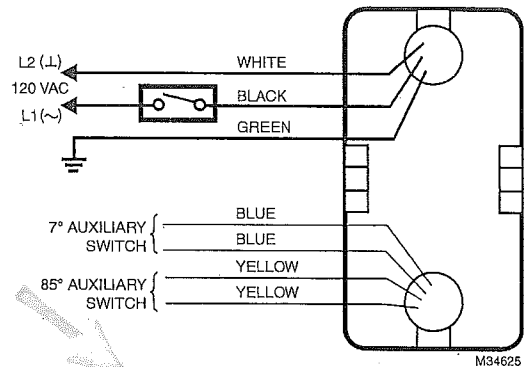 L2 (⊥)
WHITE
120 VAC
BLACK
L1 (~)
GREEN
7° AUXILIARY
SWITCH
BLUE
BLUE
85° AUXILIARY
SWITCH
YELLOW
YELLOW
M34625